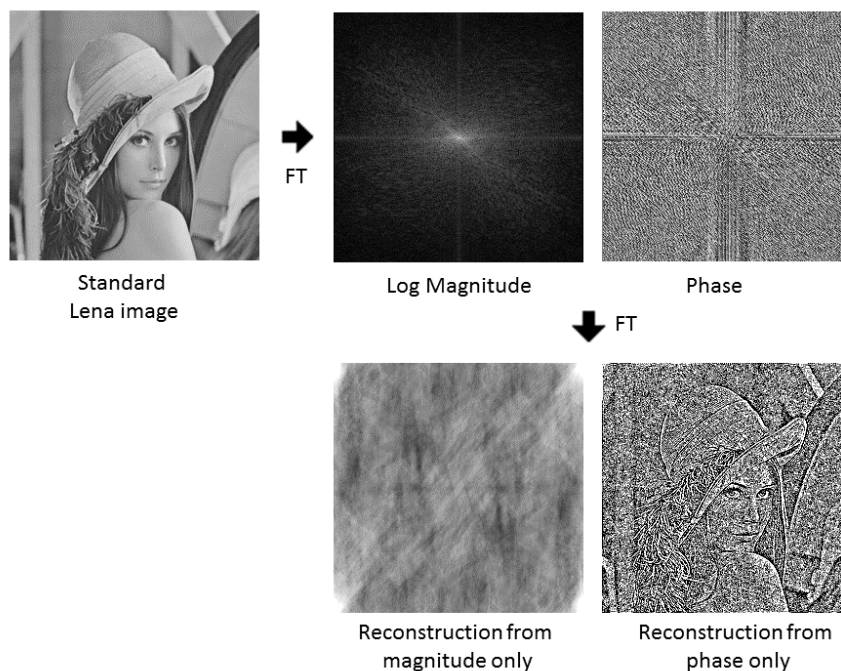 FT
Standard
Lena image
Log Magnitude
Phase
FT
Reconstruction from
magnitude only
Reconstruction from
phase only